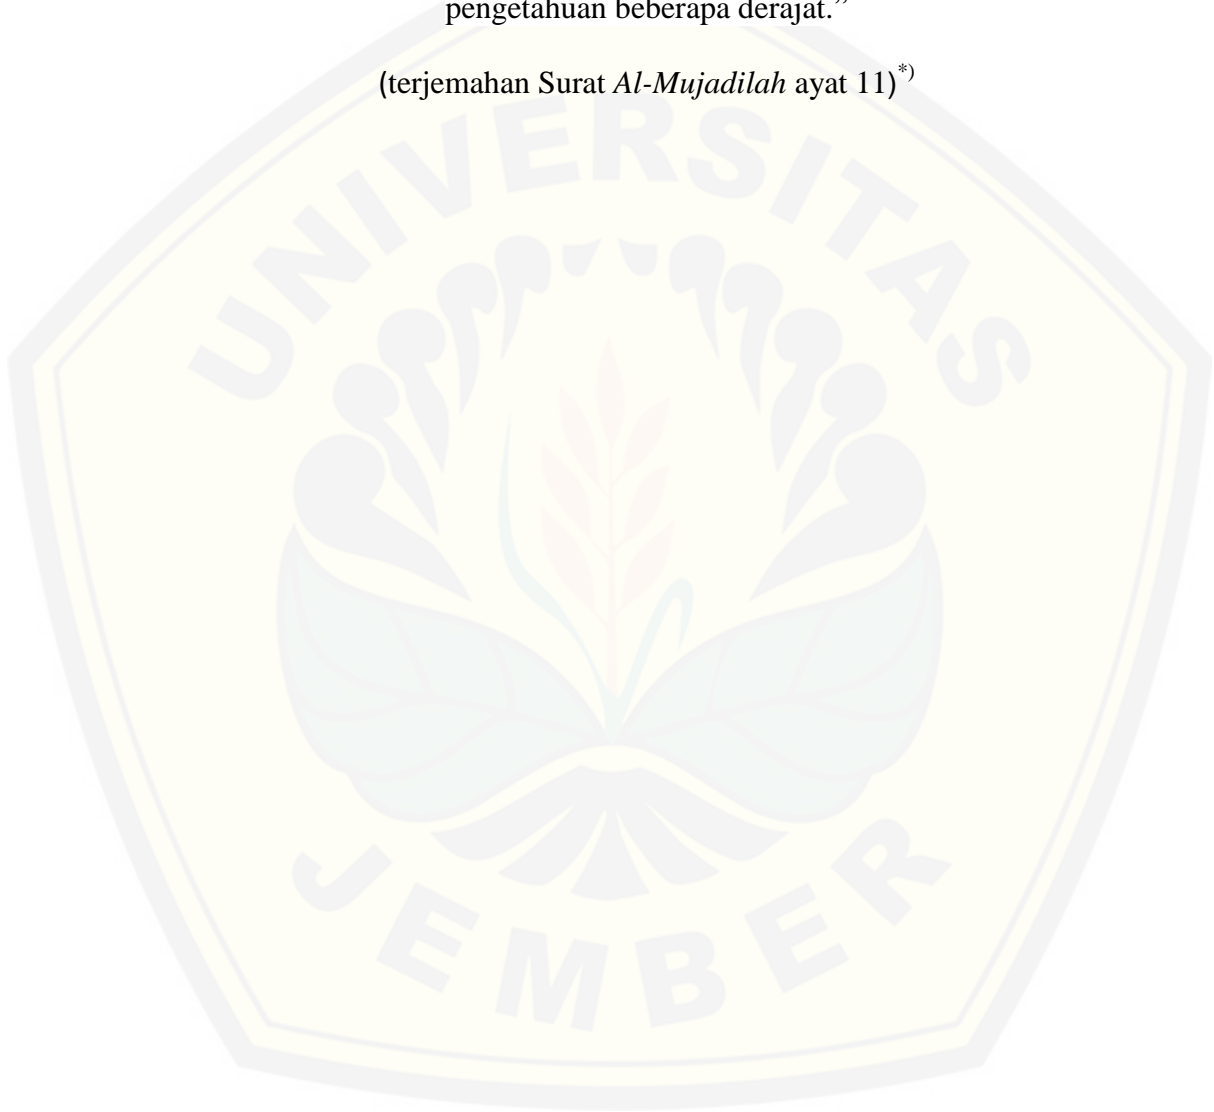 pengetahuan beberapa derajat.”
(terjemahan Surat Al-Mujadilah ayat 11)*)
UNIVERSITAS
JEMBER